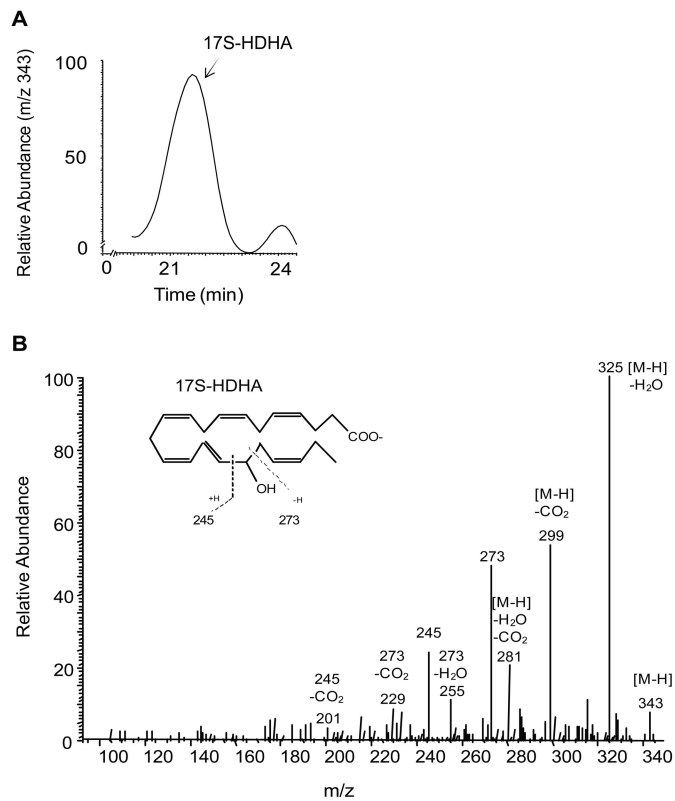 A
17S-HDHA
Relative Abundance (m/z 343)
100
50
0
0 21 24
Time (min)
B
17S-HDHA
COO-
OH
+H
-H
245 273
Relative Abundance
100
80
60
40
20
0
325 [M-H]
-H₂O
[M-H]
-CO₂
299
273
[M-H]
-H₂O
-CO₂
281
245
273
-H₂O
255
273
-CO₂
229
245
-CO₂
201
[M-H]
343
100 120 140 160 180 200 220 240 260 280 300 320 340
m/z